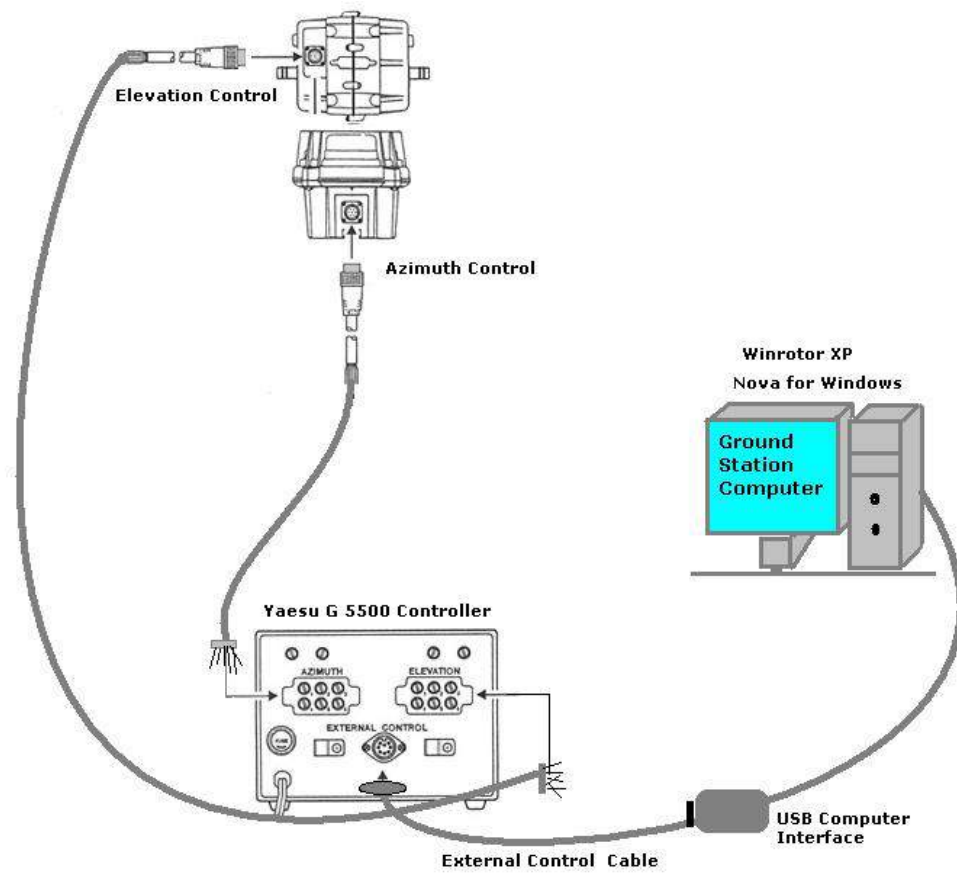 Elevation Control
Azimuth Control
Winrotor XP
Nova for Windows
Ground
Station
Computer
Yaesu G 5500 Controller
AZIMUTH
ELEVATION
EXTERNAL CONTROL
USB Computer
Interface
External Control Cable